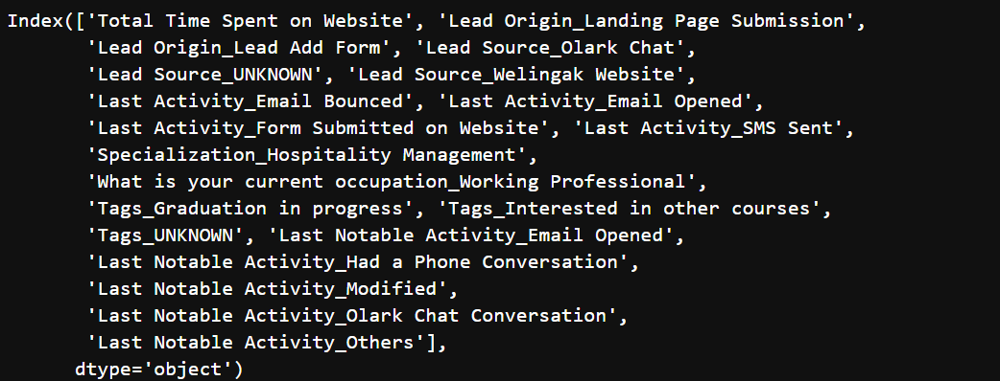 Index(['Total Time Spent on Website', 'Lead Origin_Landing Page Submission',
       'Lead Origin_Lead Add Form', 'Lead Source_Olark Chat',
       'Lead Source_UNKNOWN', 'Lead Source_Welingak Website',
       'Last Activity_Email Bounced', 'Last Activity_Email Opened',
       'Last Activity_Form Submitted on Website', 'Last Activity_SMS Sent',
       'Specialization_Hospitality Management',
       'What is your current occupation_Working Professional',
       'Tags_Graduation in progress', 'Tags_Interested in other courses',
       'Tags_UNKNOWN', 'Last Notable Activity_Email Opened',
       'Last Notable Activity_Had a Phone Conversation',
       'Last Notable Activity_Modified',
       'Last Notable Activity_Olark Chat Conversation',
       'Last Notable Activity_Others'],
      dtype='object')